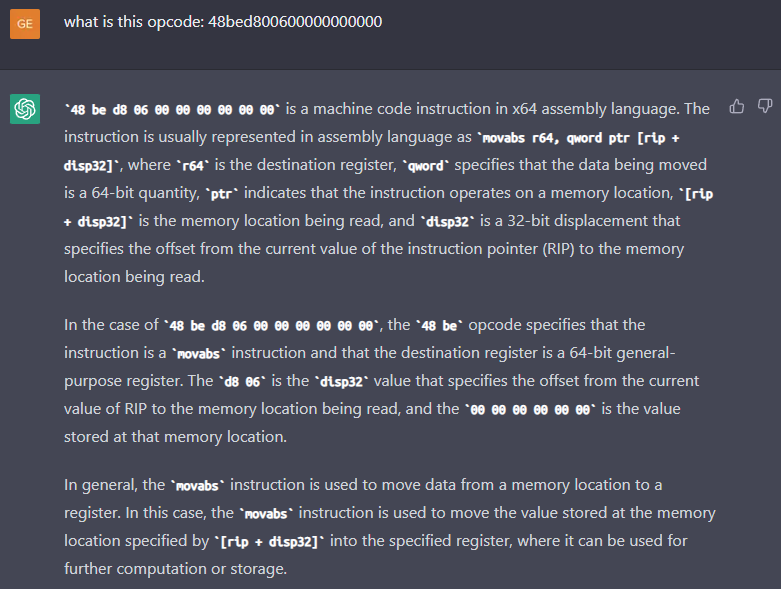 GE
what is this opcode: 48bed800600000000000
`48 be d8 06 00 00 00 00 00 00` is a machine code instruction in x64 assembly language. The
instruction is usually represented in assembly language as `movabs r64, qword ptr [rip +
disp32]`, where `r64` is the destination register, `qword` specifies that the data being moved
is a 64-bit quantity, `ptr` indicates that the instruction operates on a memory location, `[rip
+ disp32]` is the memory location being read, and `disp32` is a 32-bit displacement that
specifies the offset from the current value of the instruction pointer (RIP) to the memory
location being read.
In the case of `48 be d8 06 00 00 00 00 00 00`, the `48 be` opcode specifies that the
instruction is a `movabs` instruction and that the destination register is a 64-bit general-
purpose register. The `d8 06` is the `disp32` value that specifies the offset from the current
value of RIP to the memory location being read, and the `00 00 00 00 00 00` is the value
stored at that memory location.
In general, the `movabs` instruction is used to move data from a memory location to a
register. In this case, the `movabs` instruction is used to move the value stored at the memory
location specified by `[rip + disp32]` into the specified register, where it can be used for
further computation or storage.